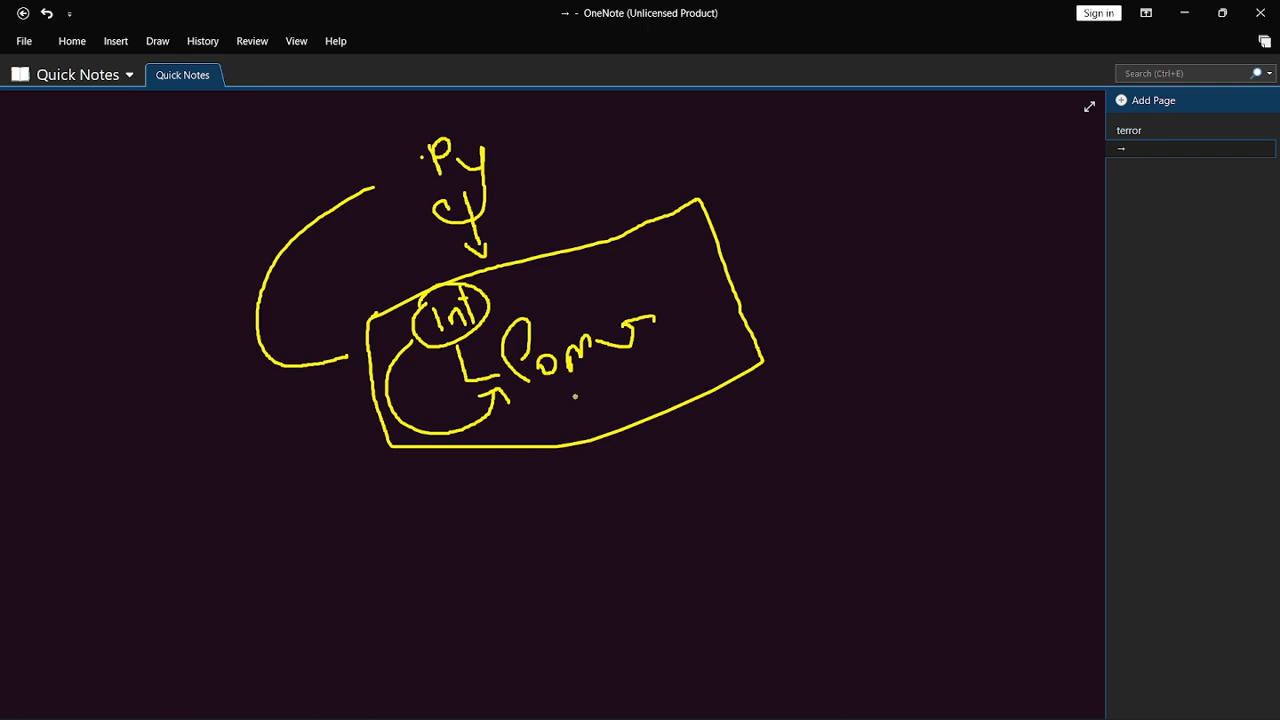 → - OneNote (Unlicensed Product)
Sign in
File Home Insert Draw History Review View Help
Quick Notes
Quick Notes
Search (Ctrl+E)
Add Page
terror
→
.Py
Int